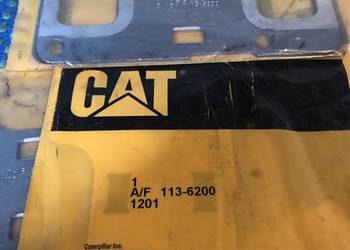 CAT
1
A/F 113-6200
1201
Caterpillar Inc.